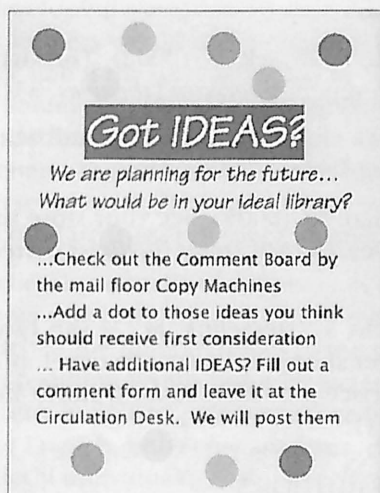 Got IDEAS?
We are planning for the future...
What would be in your ideal library?
...Check out the Comment Board by
the mail floor Copy Machines
...Add a dot to those ideas you think
should receive first consideration
... Have additional IDEAS? Fill out a
comment form and leave it at the
Circulation Desk. We will post them